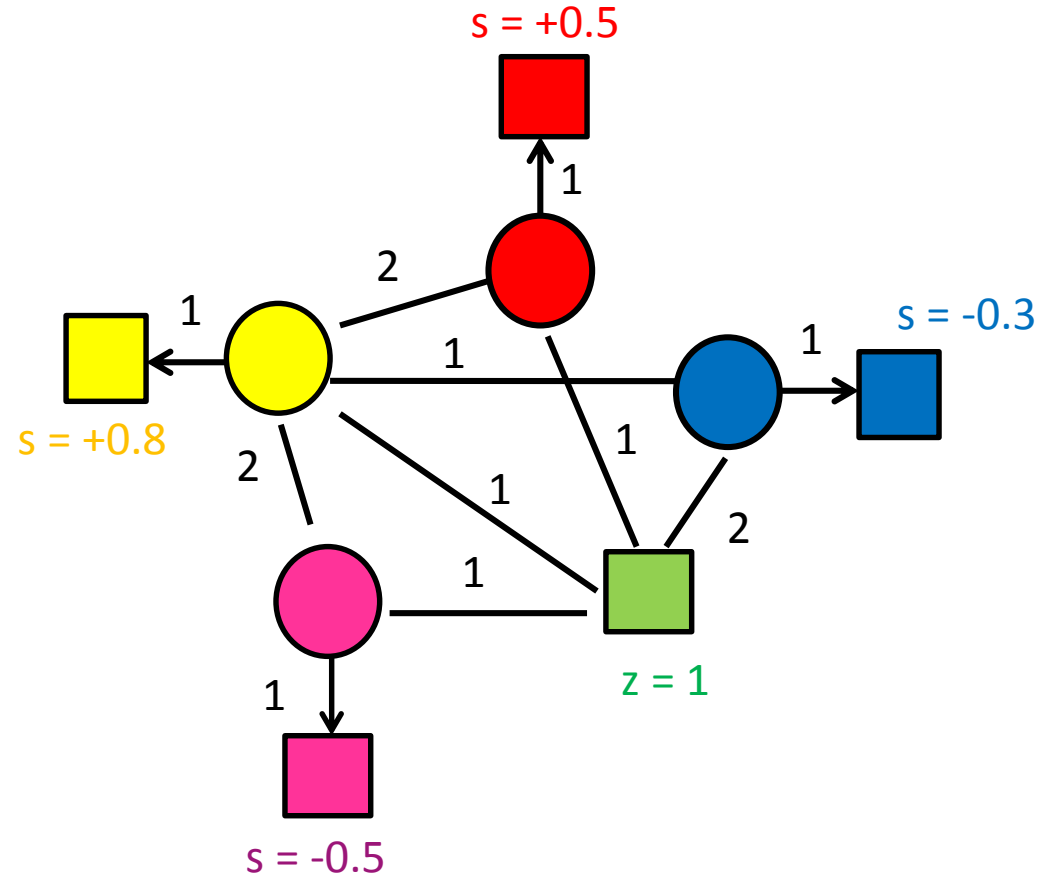 s = +0.5
1
2
s = -0.3
1
1
1
s = +0.8
1
2
1
2
1
z = 1
1
s = -0.5